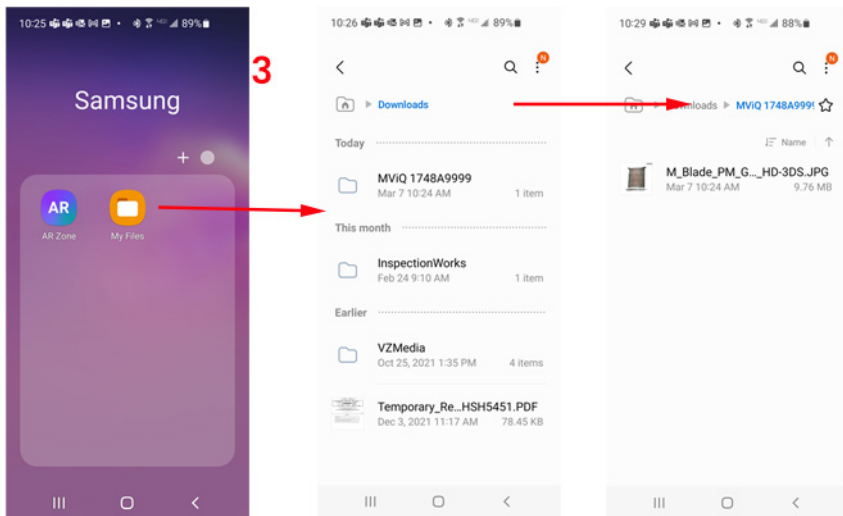 10:25 89%
3
Samsung
AR
AR Zone
My Files
10:26 89%
N
Downloads
Today
MViQ 1748A9999
Mar 7 10:24 AM 1 item
This month
InspectionWorks
Feb 24 9:10 AM 1 item
Earlier
VZMedia
Oct 25, 2021 1:35 PM 4 items
Temporary_Re...HSH5451.PDF
Dec 3, 2021 11:17 AM 78.45 KB
10:29 88%
N
MViQ 1748A9999
Name
M_Blade_PM_G..._HD-3DS.JPG
Mar 7 10:24 AM 9.76 MB